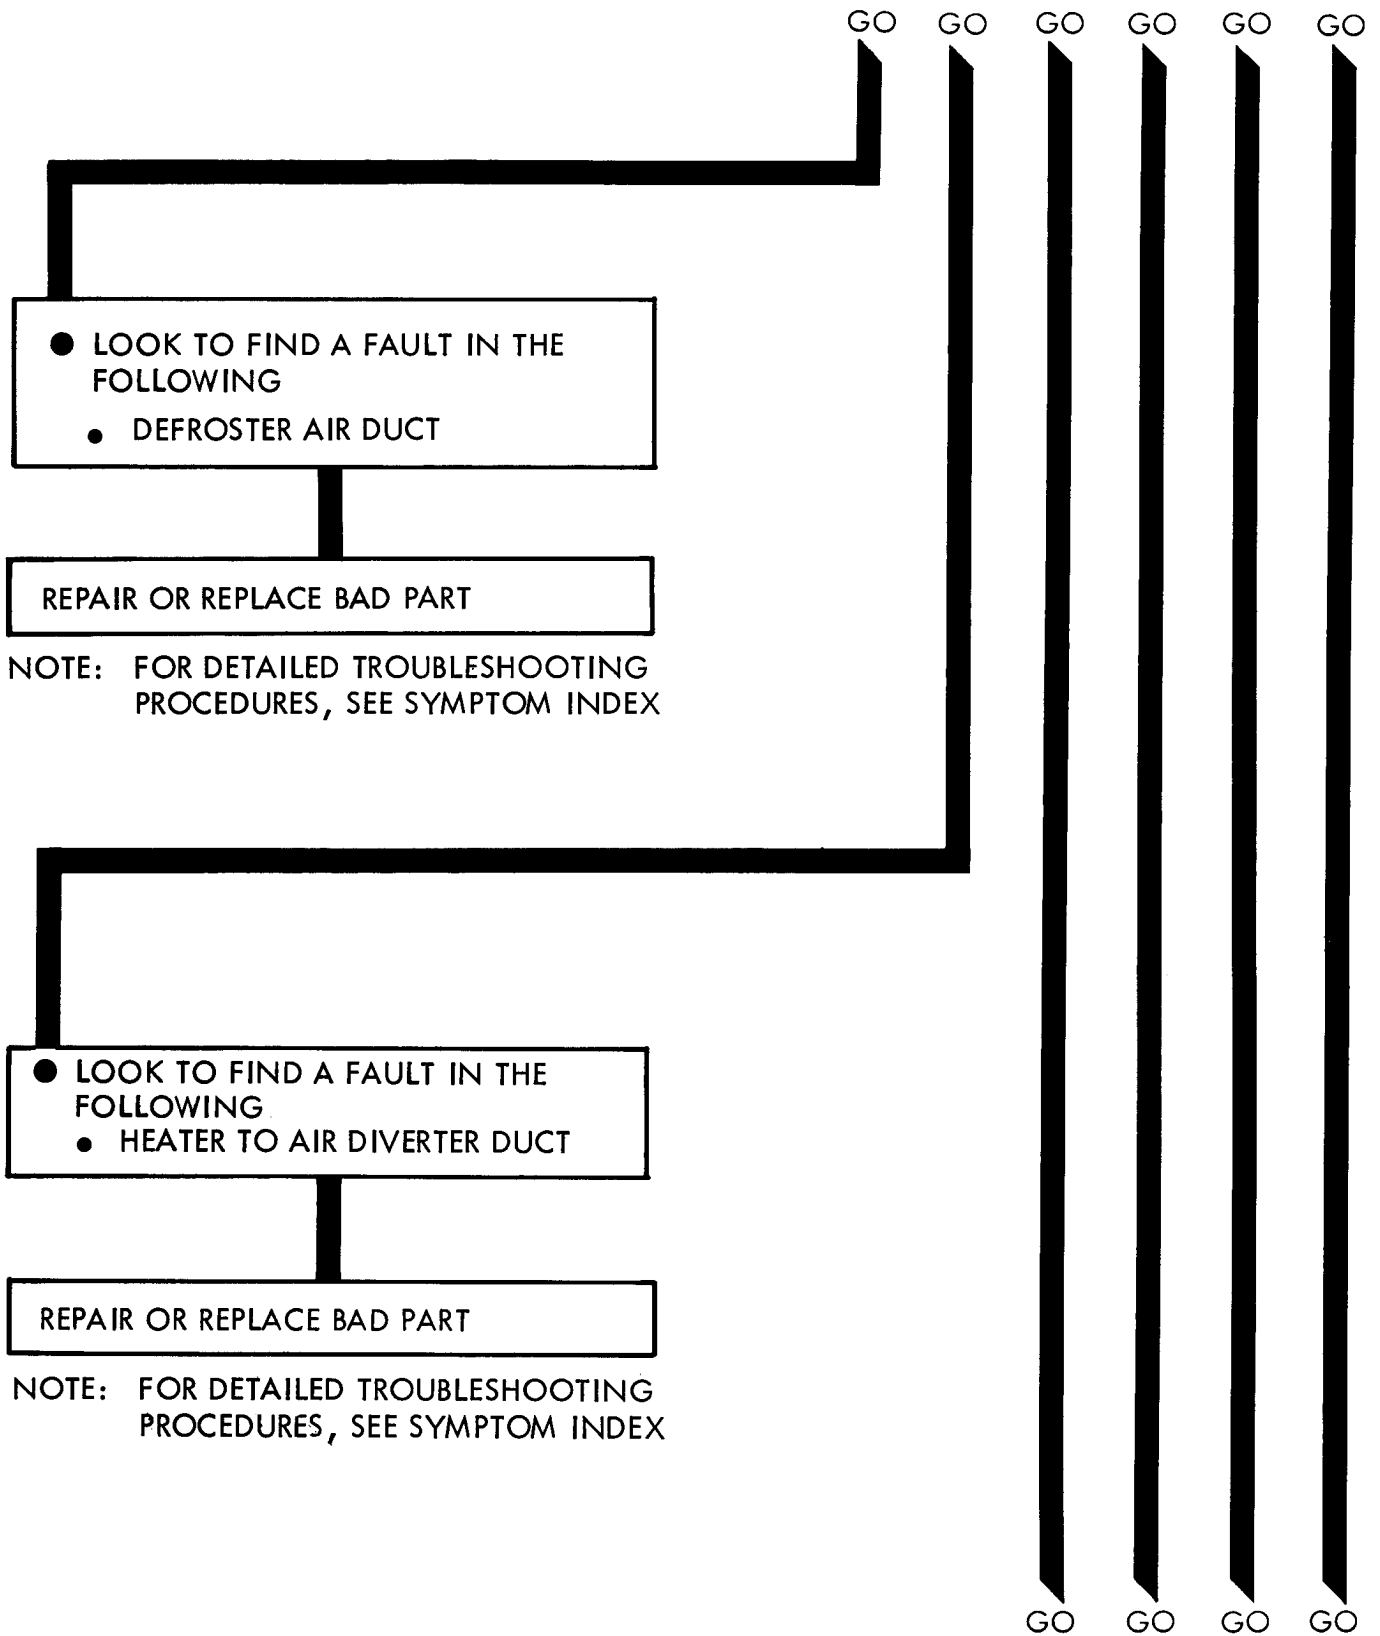 GO GO GO GO GO GO
● LOOK TO FIND A FAULT IN THE
FOLLOWING
● DEFROSTER AIR DUCT
REPAIR OR REPLACE BAD PART
NOTE: FOR DETAILED TROUBLESHOOTING
PROCEDURES, SEE SYMPTOM INDEX
● LOOK TO FIND A FAULT IN THE
FOLLOWING
● HEATER TO AIR DIVERTER DUCT
REPAIR OR REPLACE BAD PART
NOTE: FOR DETAILED TROUBLESHOOTING
PROCEDURES, SEE SYMPTOM INDEX
GO GO GO GO